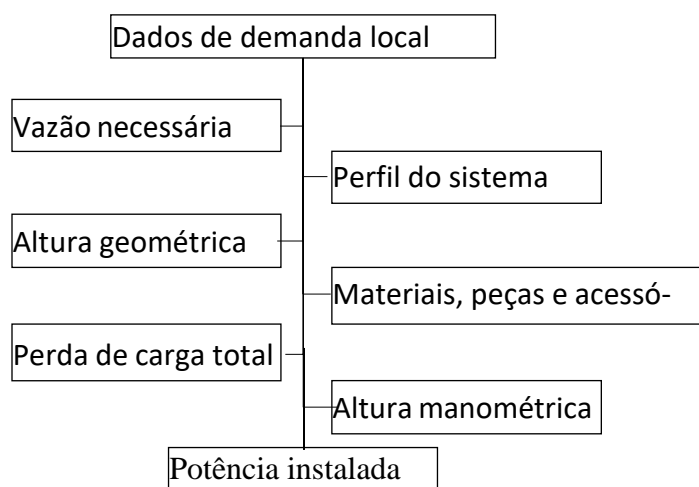 Dados de demanda local
Vazão necessária
Perfil do sistema
Altura geométrica
Materiais, peças e acessó-
Perda de carga total
Altura manométrica
Potência instalada